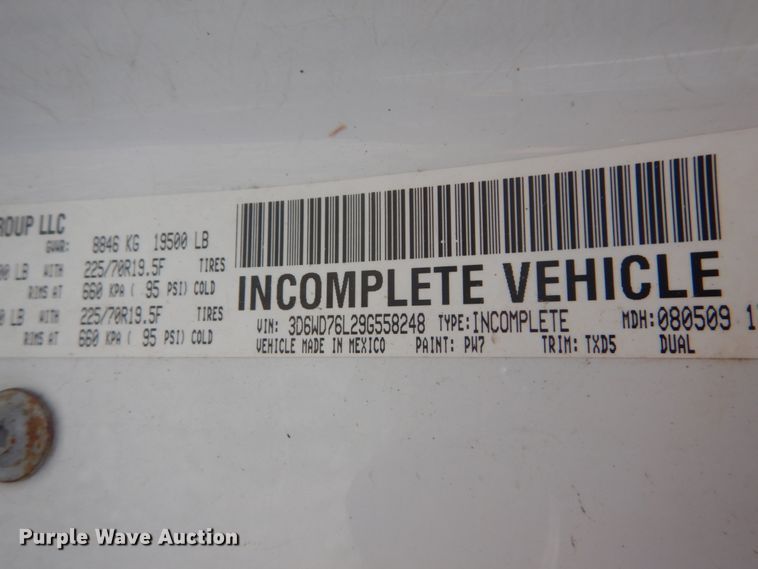 ROUP LLC
GVWR: 8846 KG 19500 LB
LB WITH 225/70R19.5F TIRES
RIMS AT 660 KPA ( 95 PSI) COLD
0 LB WITH 225/70R19.5F TIRES
RIMS AT 660 KPA ( 95 PSI) COLD
INCOMPLETE VEHICLE
VIN: 3D6WD76L29G558248 TYPE: INCOMPLETE MDH: 080509 1
VEHICLE MADE IN MEXICO PAINT: PW7 TRIM: TXD5 DUAL
Purple Wave Auction